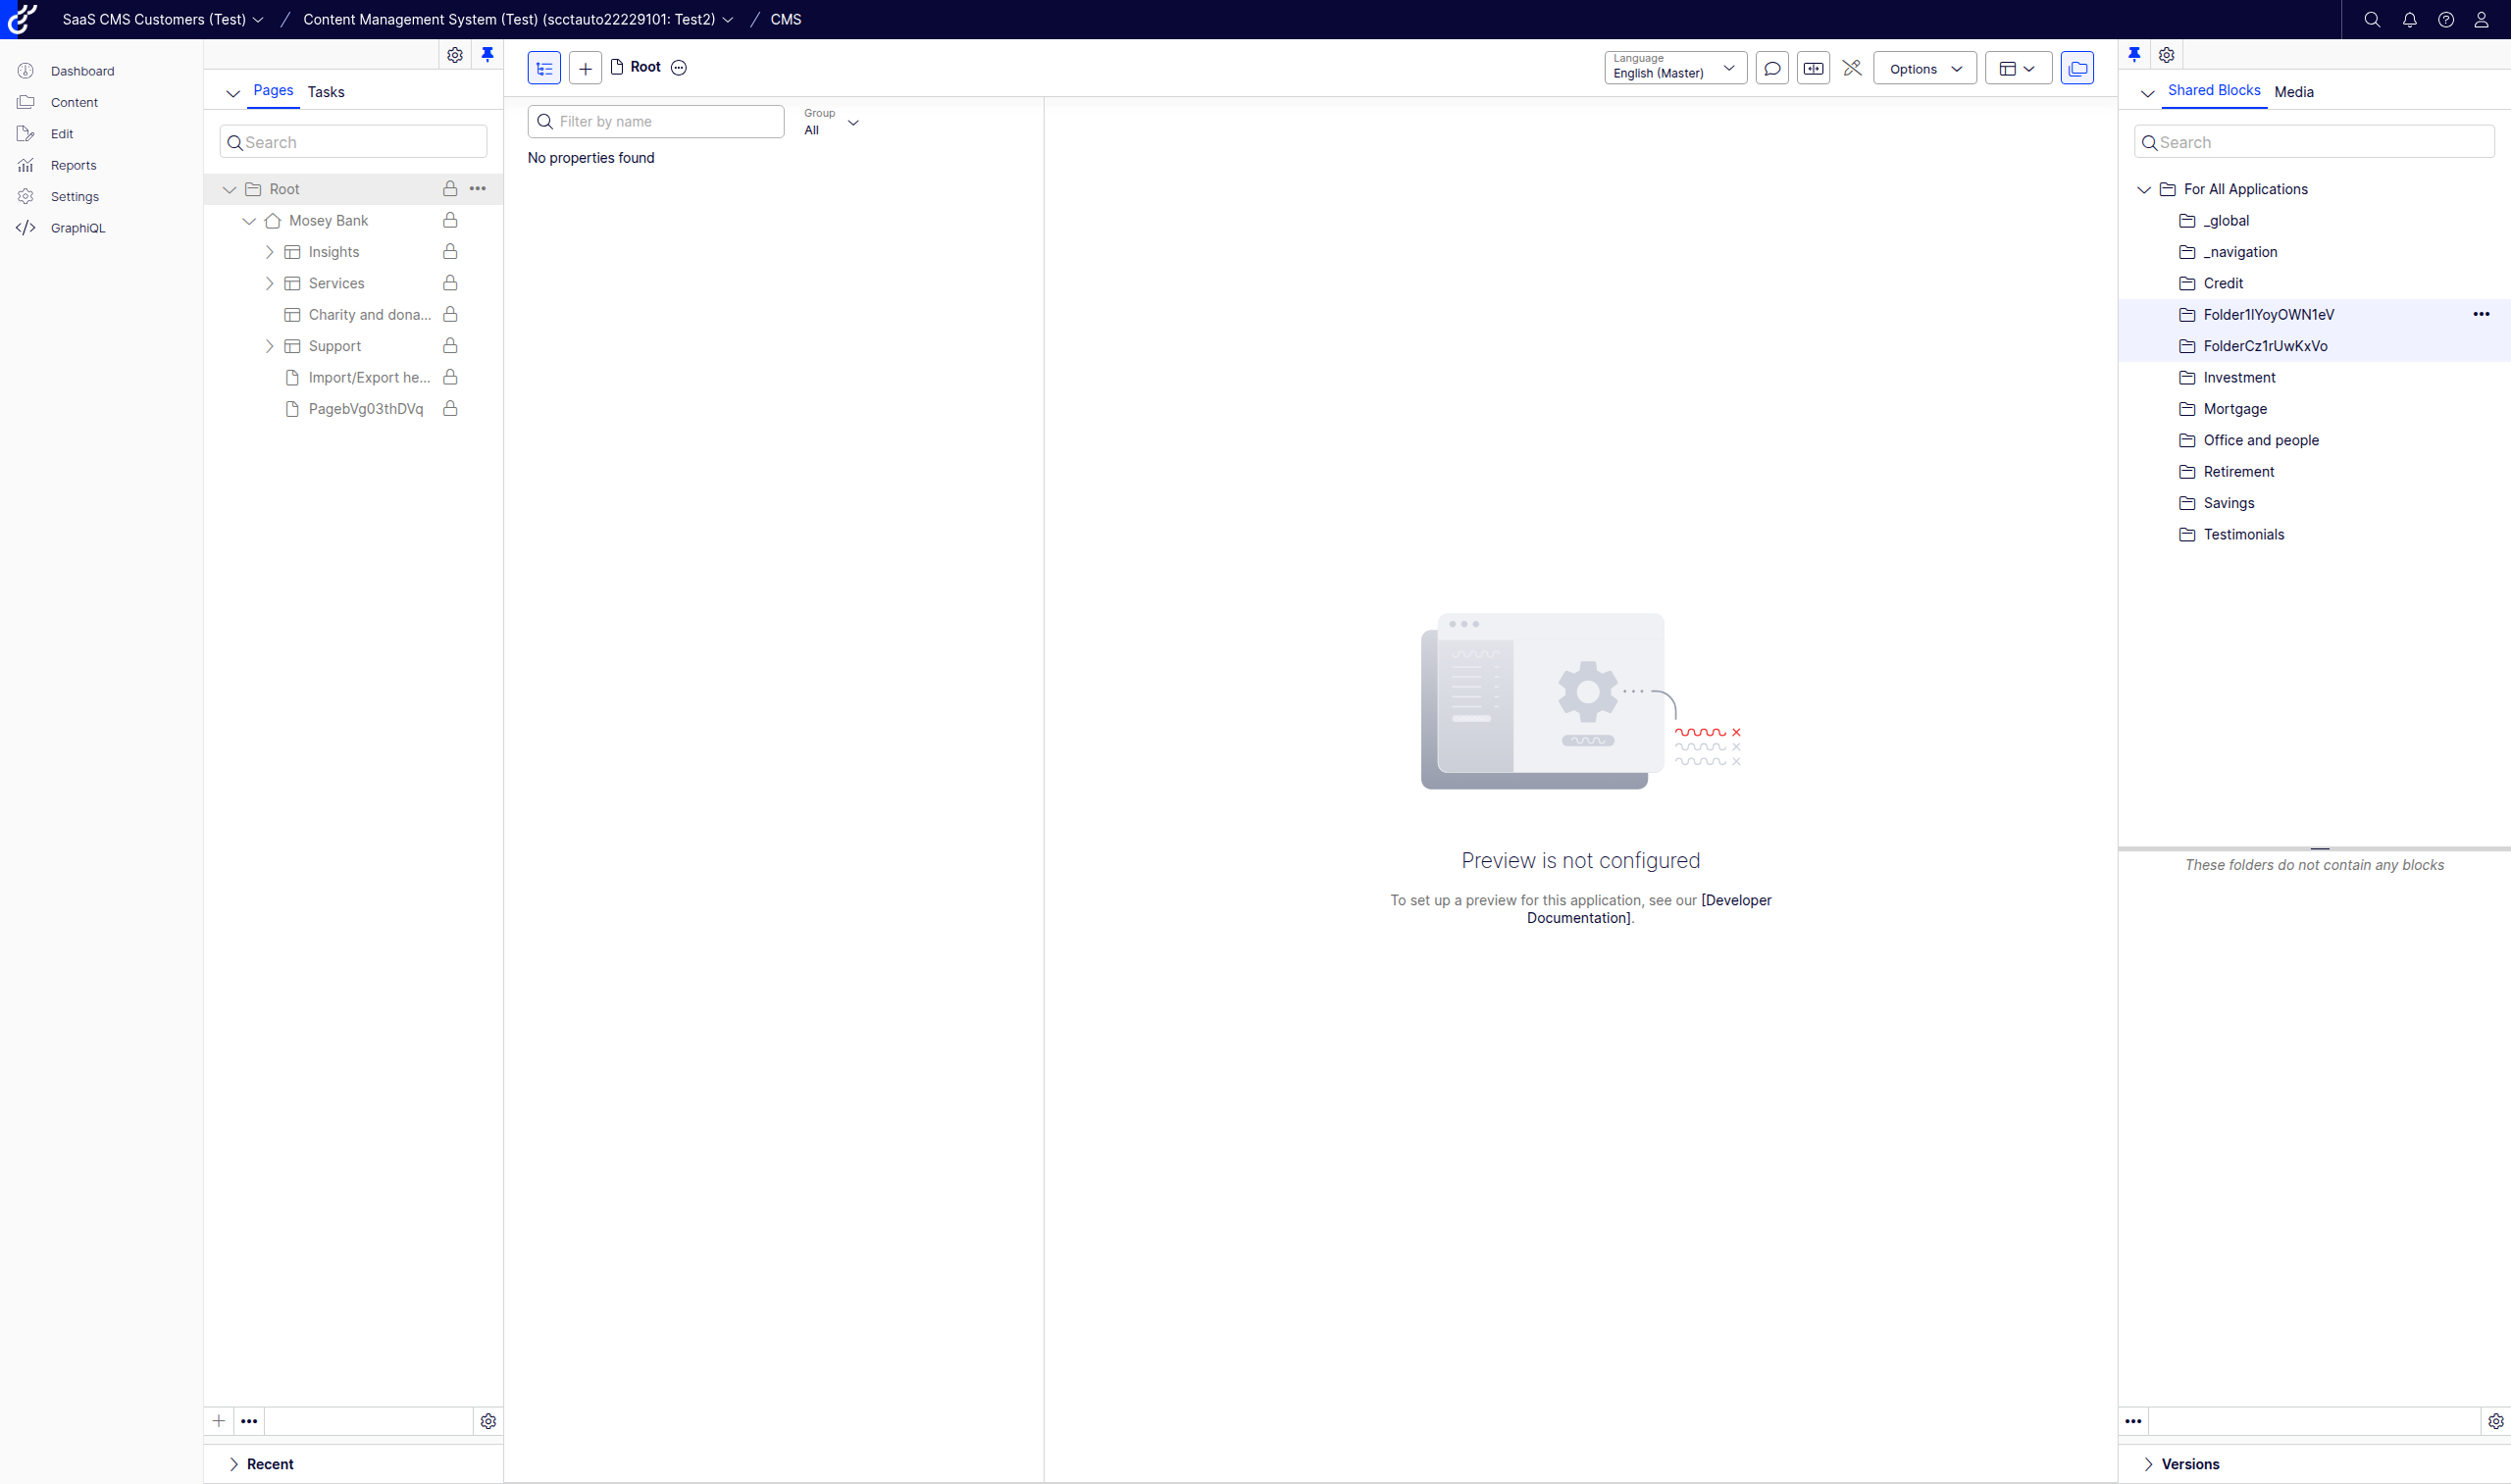 SaaS CMS Customers (Test) / Content Management System (Test) (scctauto22229101: Test2) / CMS
Dashboard
Content
Edit
Reports
Settings
GraphiQL
Pages Tasks
Search
Root
Mosey Bank
Insights
Services
Charity and dona...
Support
Import/Export he...
PagebVg03thDVq
Recent
Root
Language
English (Master)
Options
Filter by name
Group
All
No properties found
Preview is not configured
To set up a preview for this application, see our [Developer
Documentation].
Shared Blocks Media
Search
For All Applications
_global
_navigation
Credit
Folder1lYoyOWN1eV
FolderCz1rUwKxVo
Investment
Mortgage
Office and people
Retirement
Savings
Testimonials
These folders do not contain any blocks
Versions